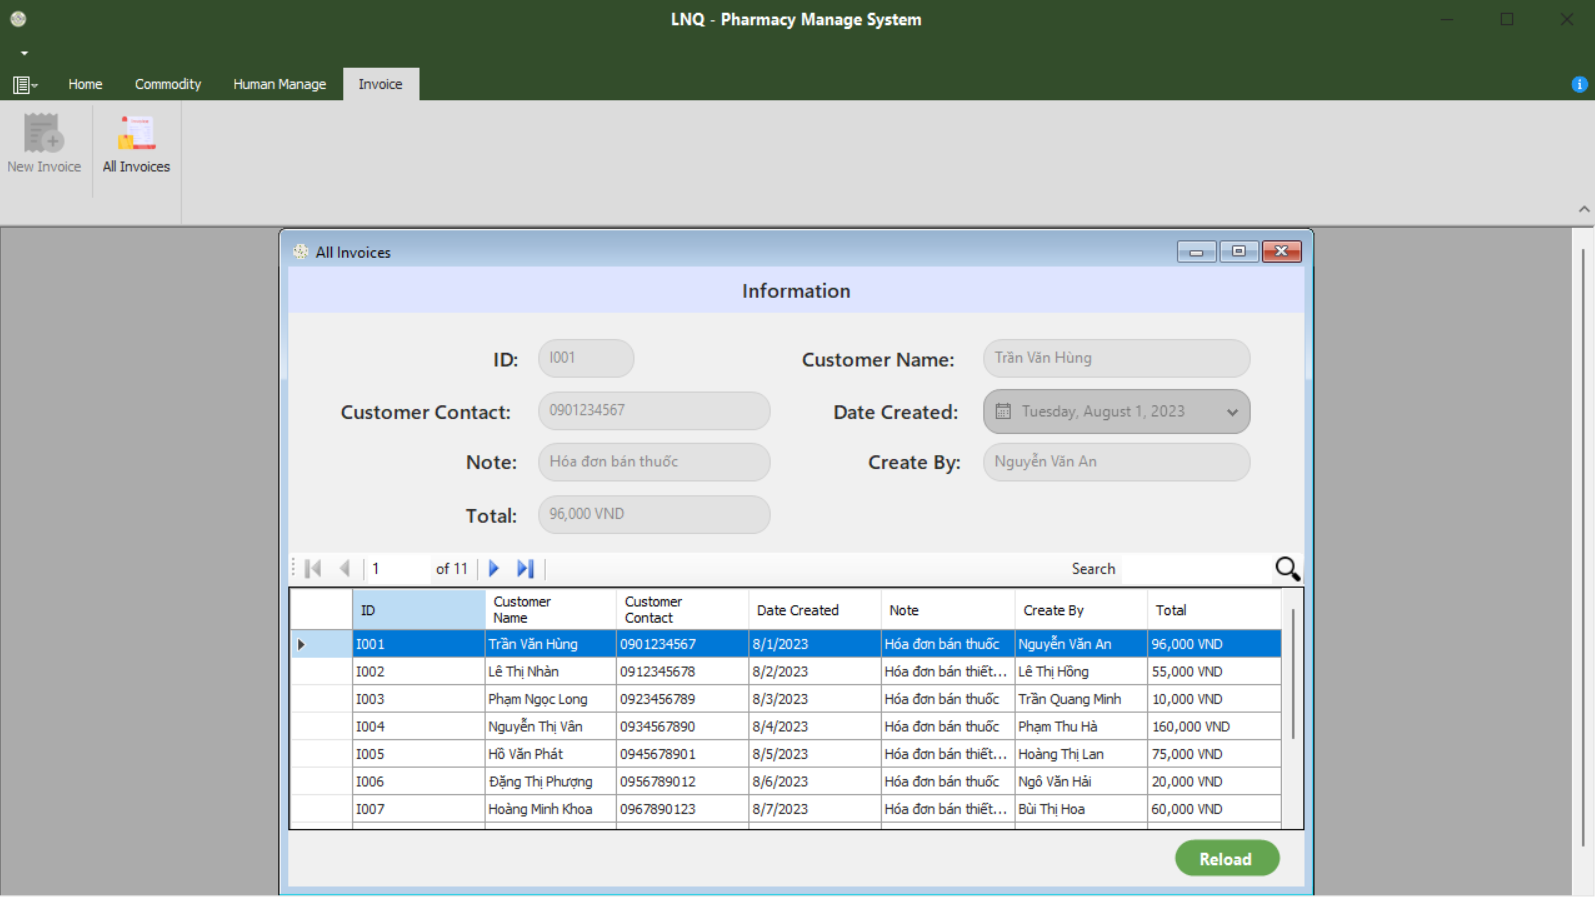 LNQ - Pharmacy Manage System
Home Commodity Human Manage Invoice
New Invoice All Invoices
All Invoices
Information
ID: I001 Customer Name: Trần Văn Hùng
Customer Contact: 0901234567 Date Created: Tuesday, August 1, 2023
Note: Hóa đơn bán thuốc Create By: Nguyễn Văn An
Total: 96,000 VND
1 of 11 Search
ID Customer Name Customer Contact Date Created Note Create By Total
I001 Trần Văn Hùng 0901234567 8/1/2023 Hóa đơn bán thuốc Nguyễn Văn An 96,000 VND
I002 Lê Thị Nhàn 0912345678 8/2/2023 Hóa đơn bán thiết... Lê Thị Hồng 55,000 VND
I003 Phạm Ngọc Long 0923456789 8/3/2023 Hóa đơn bán thuốc Trần Quang Minh 10,000 VND
I004 Nguyễn Thị Vân 0934567890 8/4/2023 Hóa đơn bán thuốc Phạm Thu Hà 160,000 VND
I005 Hồ Văn Phát 0945678901 8/5/2023 Hóa đơn bán thiết... Hoàng Thị Lan 75,000 VND
I006 Đặng Thị Phượng 0956789012 8/6/2023 Hóa đơn bán thuốc Ngô Văn Hải 20,000 VND
I007 Hoàng Minh Khoa 0967890123 8/7/2023 Hóa đơn bán thiết... Bùi Thị Hoa 60,000 VND
Reload